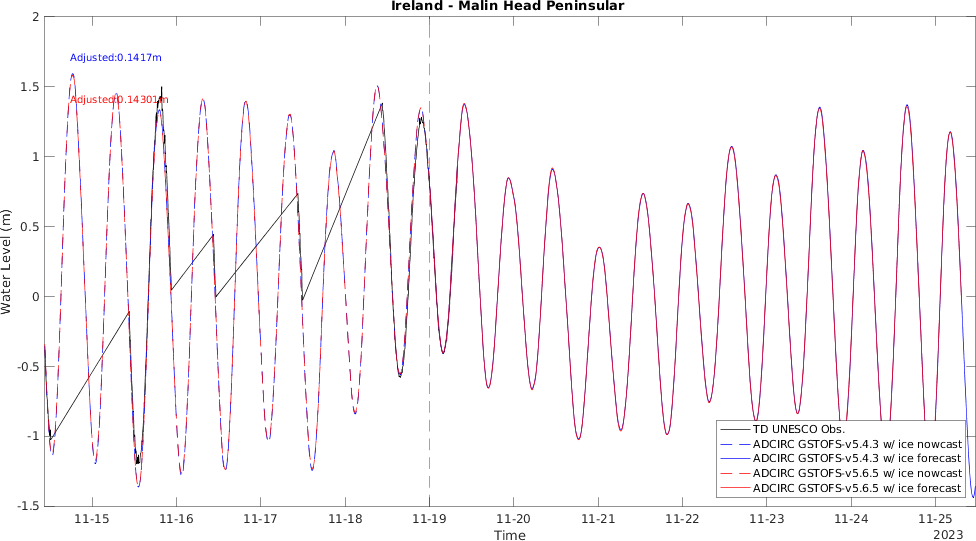 Ireland - Malin Head Peninsular
Water Level (m)
2
1.5
1
0.5
0
-0.5
-1
-1.5
Adjusted:0.1417m
Adjusted:0.14301m
TD UNESCO Obs.
ADCIRC GSTOFS-v5.4.3 w/ ice nowcast
ADCIRC GSTOFS-v5.4.3 w/ ice forecast
ADCIRC GSTOFS-v5.6.5 w/ ice nowcast
ADCIRC GSTOFS-v5.6.5 w/ ice forecast
11-15 11-16 11-17 11-18 11-19 11-20 11-21 11-22 11-23 11-24 11-25
Time 2023